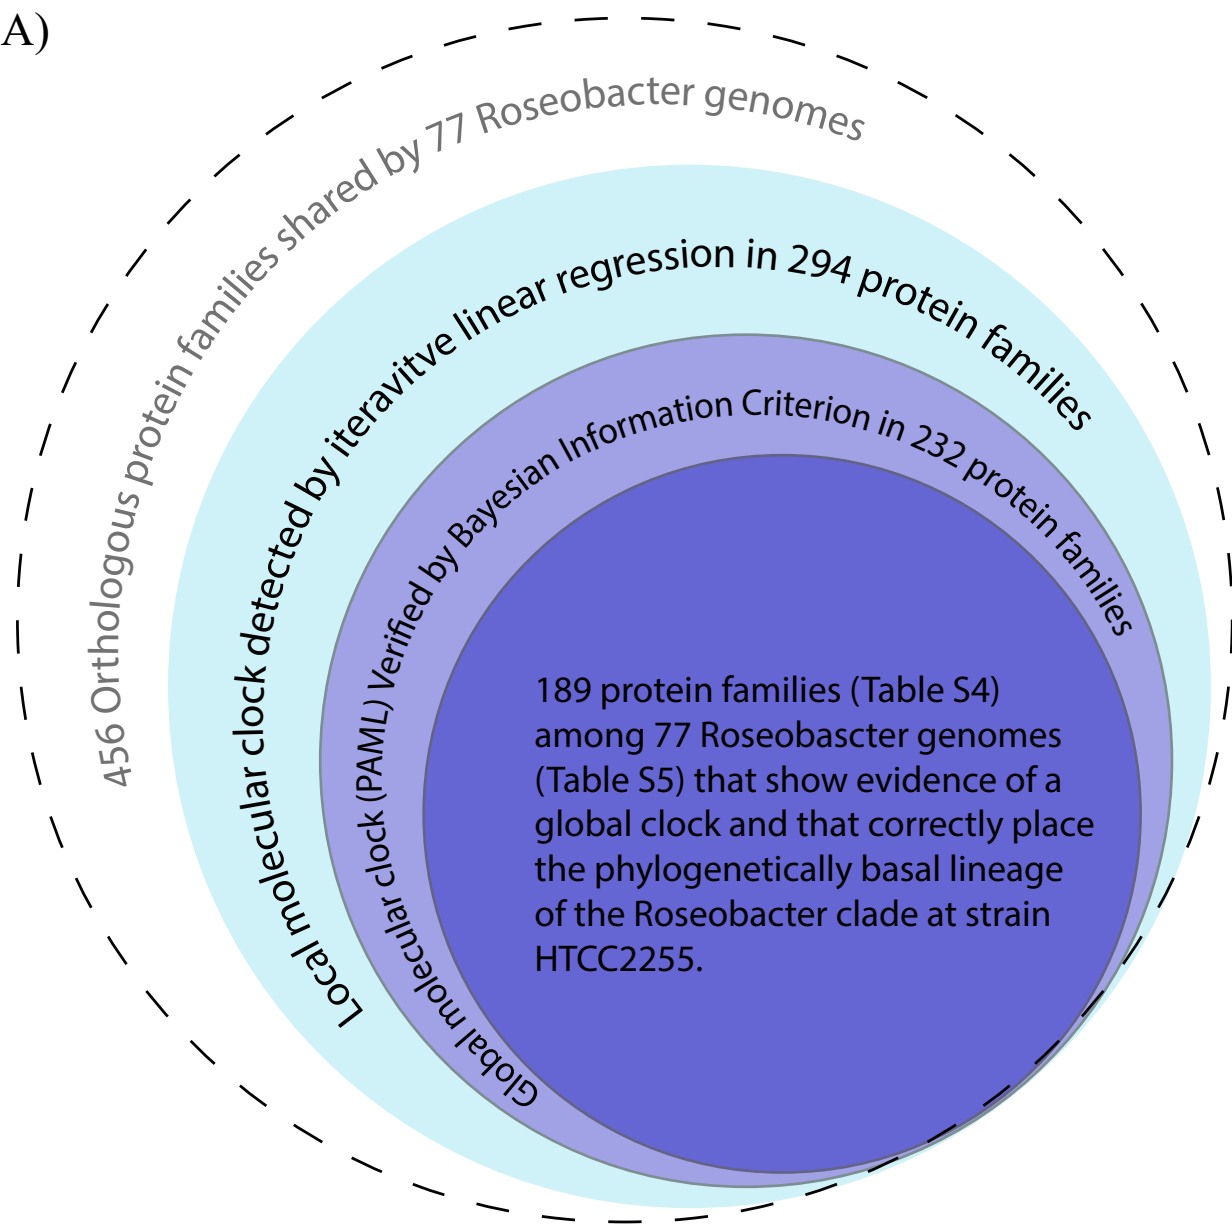 A)
456 Orthologous protein families shared by 77 Roseobacter genomes
Local molecular clock detected by iteravitve linear regression in 294 protein families
Global molecular clock (PAML) Verified by Bayesian Information Criterion in 232 protein families
189 protein families (Table S4)
among 77 Roseobascter genomes
(Table S5) that show evidence of a
global clock and that correctly place
the phylogenetically basal lineage
of the Roseobacter clade at strain
HTCC2255.